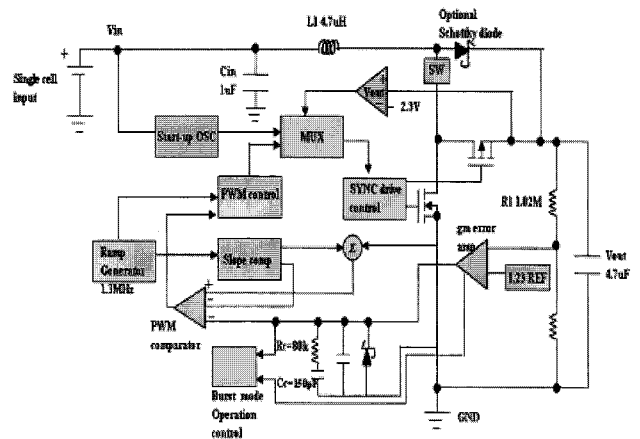 Optional
Schottky diode
L1 4.7uH
Vin
SW
Single cell
input
Cin
1uF
Vout
2.3V
Start-up OSC
MUX
PWM control
SYNC drive
control
R1 1.02M
gm error
amp
Ramp
Generator
1.3MHz
Slope comp
Σ
1.23 REF
Vout
4.7uF
PWM
comparator
Rc=80k
Cc=150pF
Burst mode
Operation
control
GND